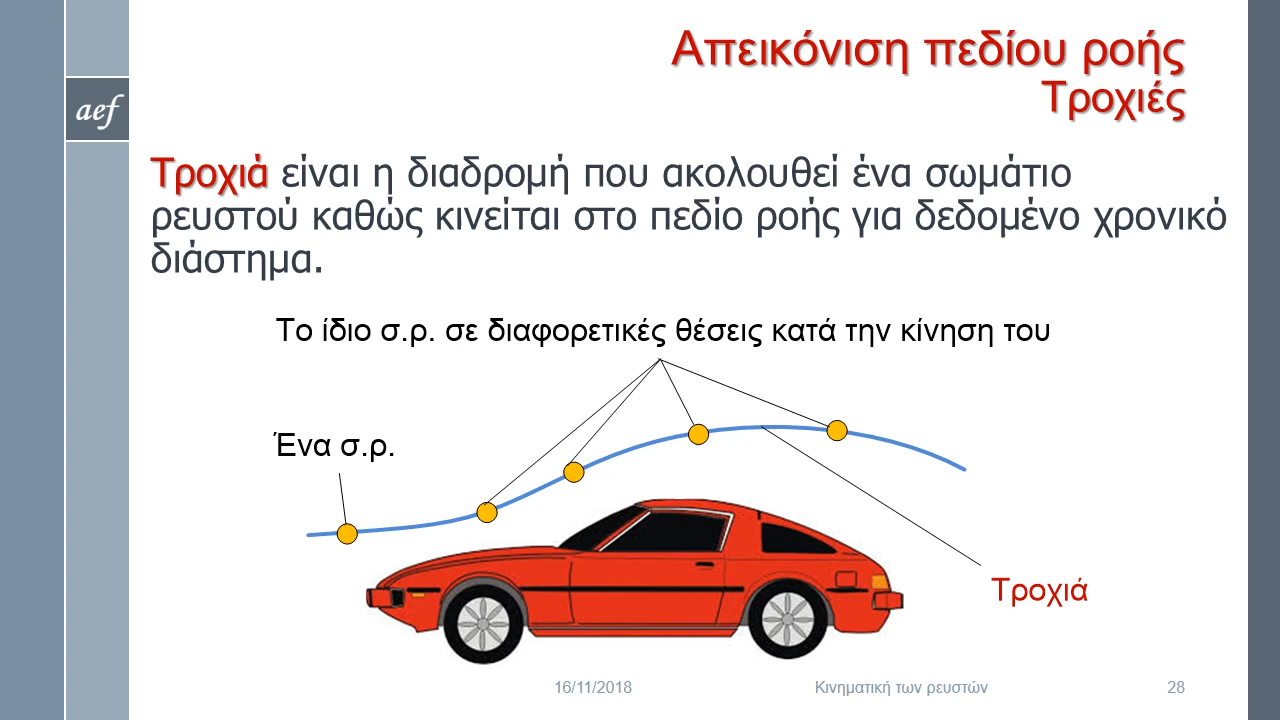 Απεικόνιση πεδίου ροής
Τροχιές
aef
Τροχιά είναι η διαδρομή που ακολουθεί ένα σωμάτιο
ρευστού καθώς κινείται στο πεδίο ροής για δεδομένο χρονικό
διάστημα.
Το ίδιο σ.ρ. σε διαφορετικές θέσεις κατά την κίνηση του
Ένα σ.ρ.
Τροχιά
16/11/2018 Κινηματική των ρευστών 28